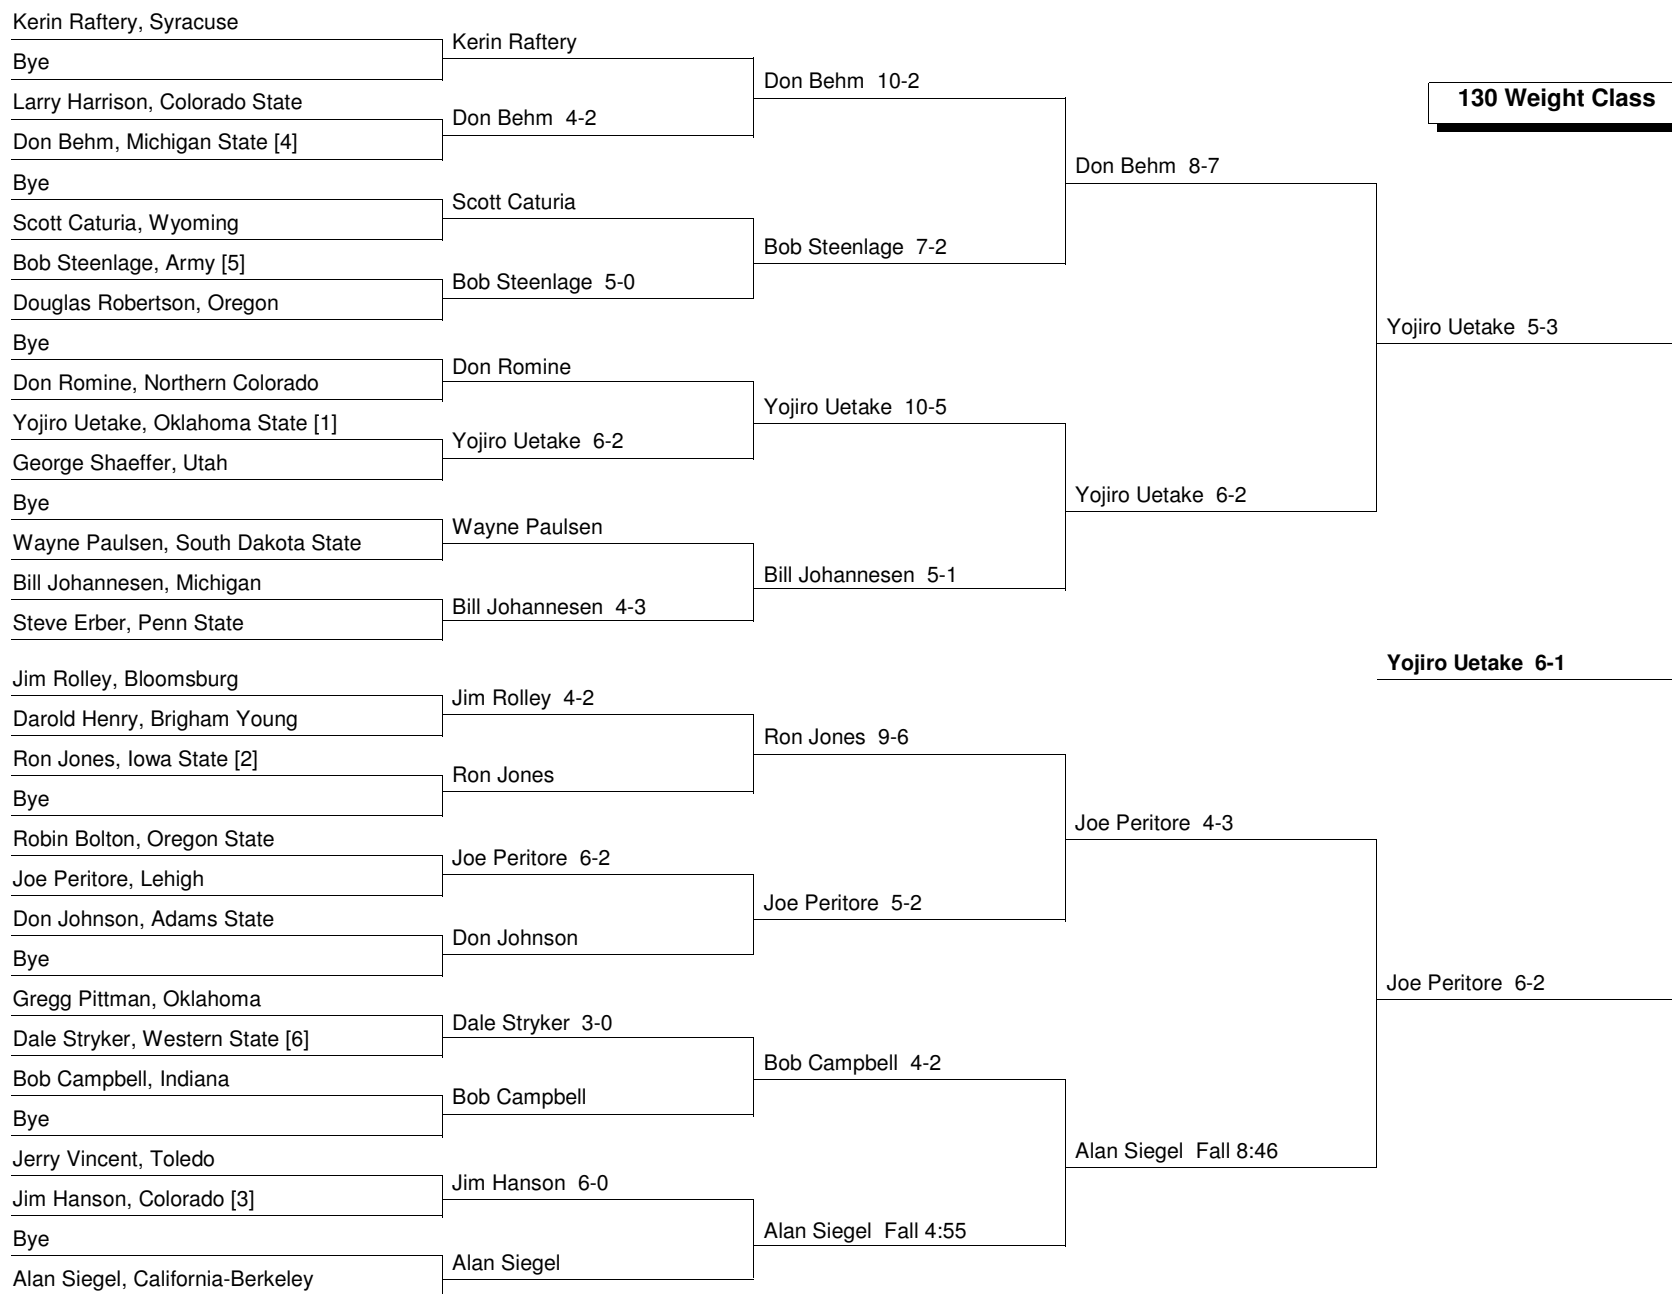 Kerin Raftery, Syracuse
Bye
Larry Harrison, Colorado State
Don Behm, Michigan State [4]
Bye
Scott Caturia, Wyoming
Bob Steenlage, Army [5]
Douglas Robertson, Oregon
Bye
Don Romine, Northern Colorado
Yojiro Uetake, Oklahoma State [1]
George Shaeffer, Utah
Bye
Wayne Paulsen, South Dakota State
Bill Johannesen, Michigan
Steve Erber, Penn State
Jim Rolley, Bloomsburg
Darold Henry, Brigham Young
Ron Jones, Iowa State [2]
Bye
Robin Bolton, Oregon State
Joe Peritore, Lehigh
Don Johnson, Adams State
Bye
Gregg Pittman, Oklahoma
Dale Stryker, Western State [6]
Bob Campbell, Indiana
Bye
Jerry Vincent, Toledo
Jim Hanson, Colorado [3]
Bye
Alan Siegel, California-Berkeley
Kerin Raftery
Don Behm 4-2
Scott Caturia
Bob Steenlage 5-0
Don Romine
Yojiro Uetake 6-2
Wayne Paulsen
Bill Johannesen 4-3
Jim Rolley 4-2
Ron Jones
Joe Peritore 6-2
Don Johnson
Dale Stryker 3-0
Bob Campbell
Jim Hanson 6-0
Alan Siegel
Don Behm 10-2
Bob Steenlage 7-2
Yojiro Uetake 10-5
Bill Johannesen 5-1
Ron Jones 9-6
Joe Peritore 5-2
Bob Campbell 4-2
Alan Siegel Fall 4:55
Don Behm 8-7
Yojiro Uetake 6-2
Joe Peritore 4-3
Alan Siegel Fall 8:46
130 Weight Class
Yojiro Uetake 5-3
Yojiro Uetake 6-1
Joe Peritore 6-2